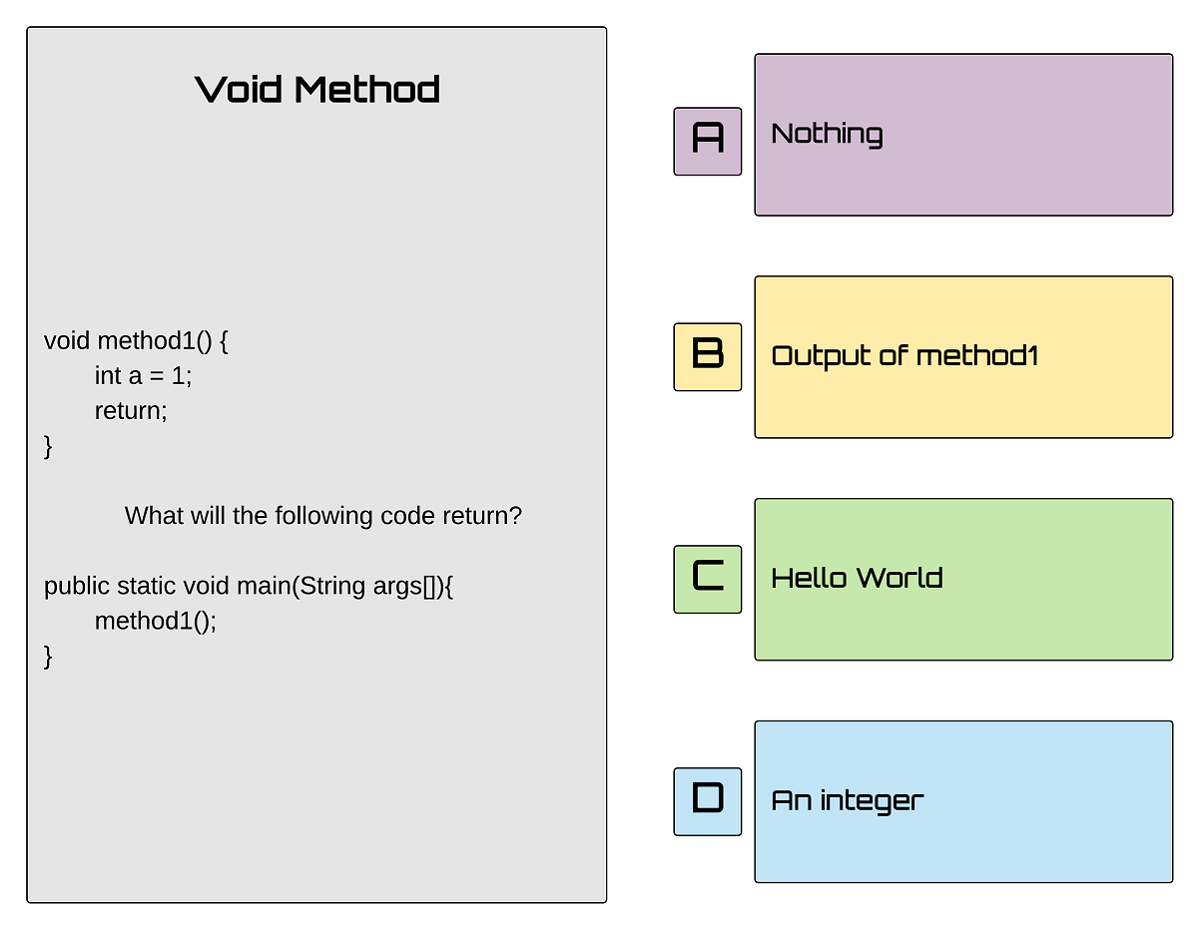 Void Method
void method1() {
int a = 1;
return;
}
What will the following code return?
public static void main(String args[]){
method1();
}
A
Nothing
B
Output of method1
C
Hello World
D
An integer